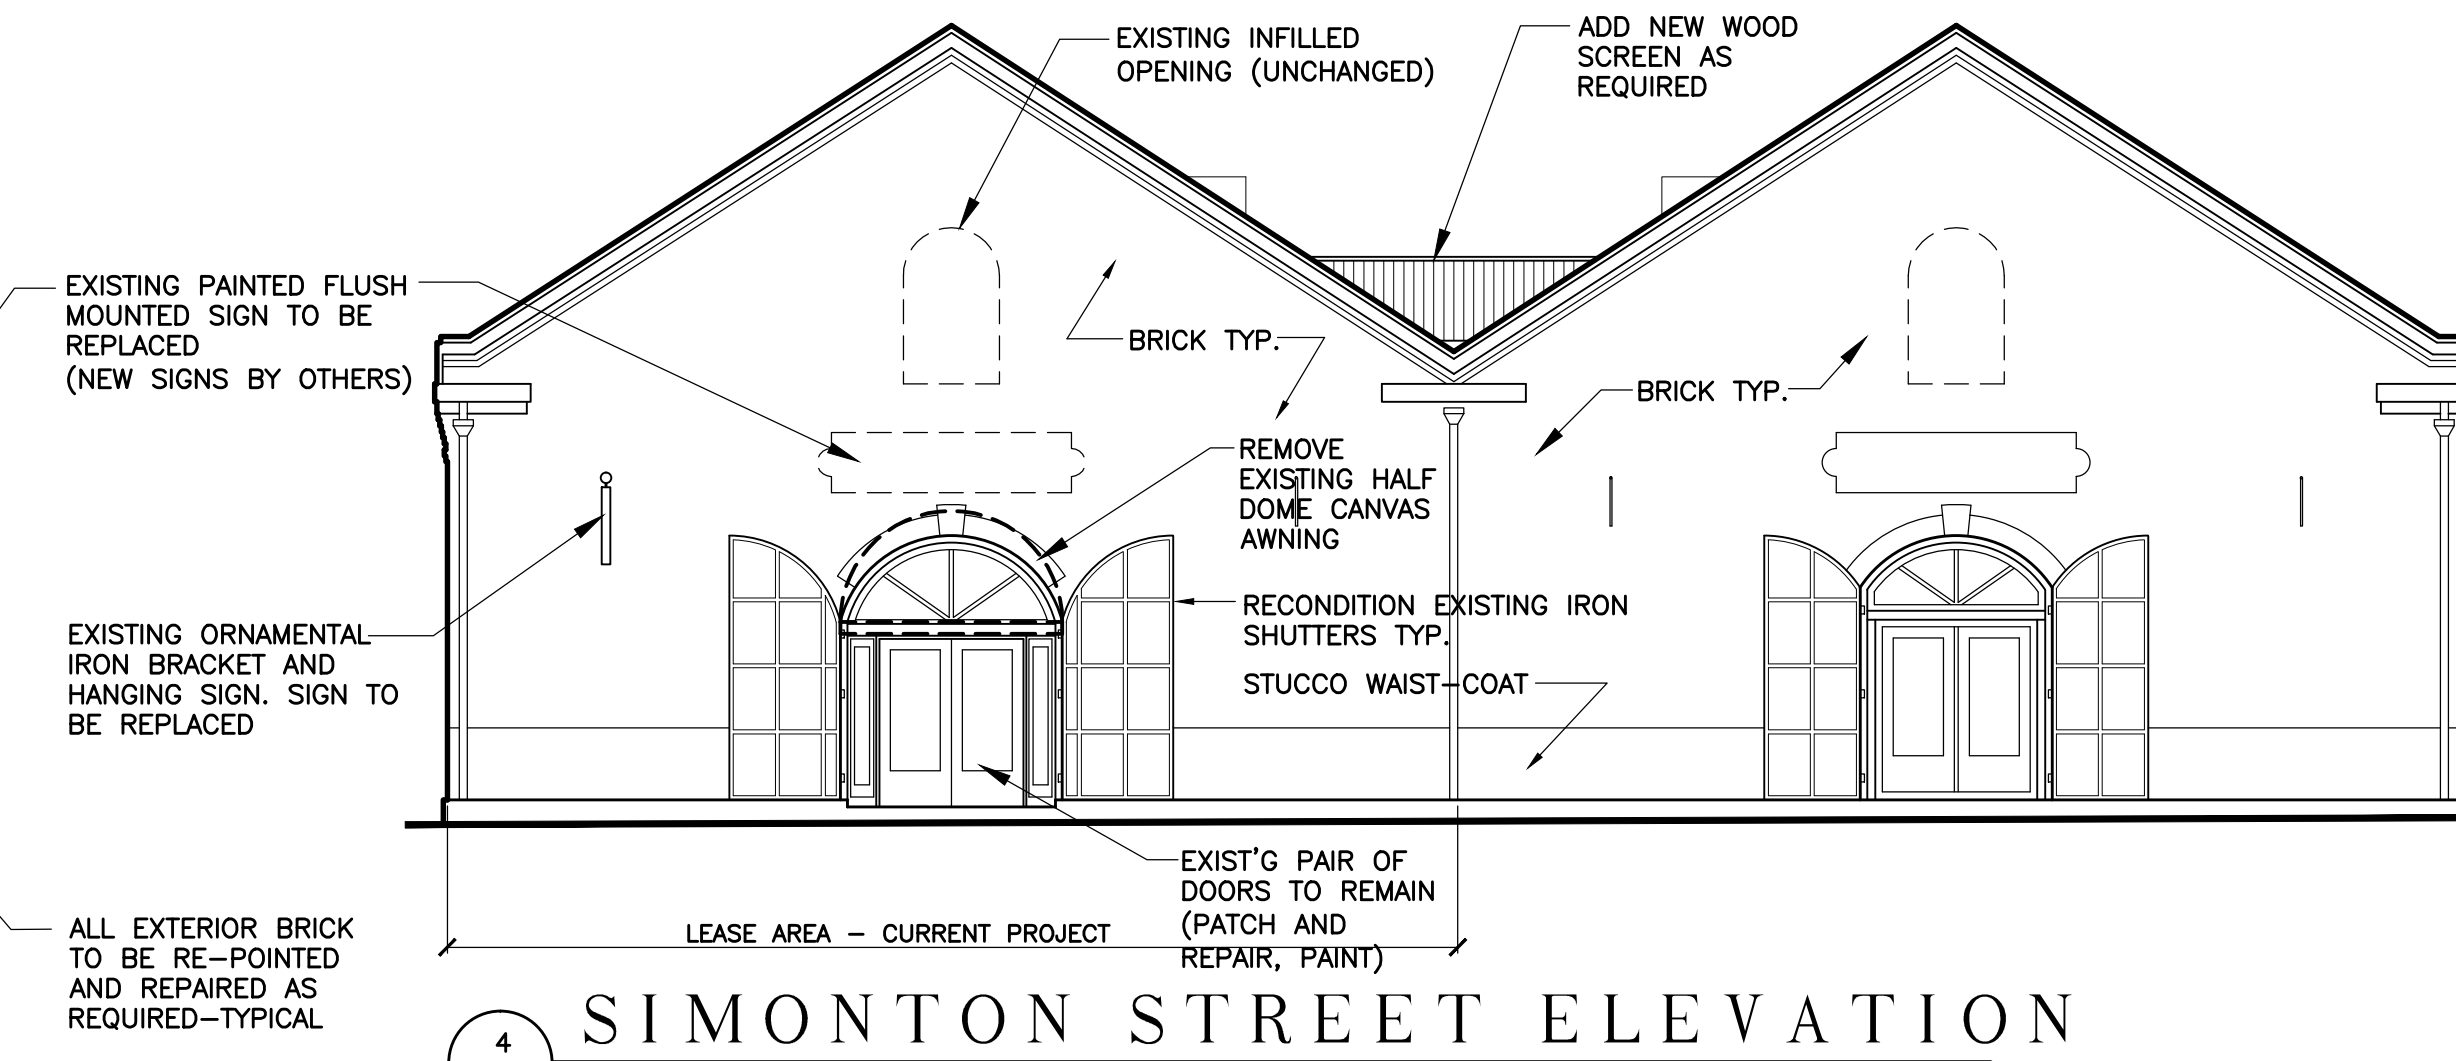 EXISTING INFILLED
OPENING (UNCHANGED)
ADD NEW WOOD
SCREEN AS
REQUIRED
EXISTING PAINTED FLUSH
MOUNTED SIGN TO BE
REPLACED
(NEW SIGNS BY OTHERS)
BRICK TYP.
BRICK TYP.
REMOVE
EXISTING HALF
DOME CANVAS
AWNING
EXISTING ORNAMENTAL
IRON BRACKET AND
HANGING SIGN. SIGN TO
BE REPLACED
RECONDITION EXISTING IRON
SHUTTERS TYP.
STUCCO WAIST-COAT
EXIST'G PAIR OF
DOORS TO REMAIN
(PATCH AND
REPAIR, PAINT)
LEASE AREA - CURRENT PROJECT
ALL EXTERIOR BRICK
TO BE RE-POINTED
AND REPAIRED AS
REQUIRED-TYPICAL
4
SIMONTON STREET ELEVATION